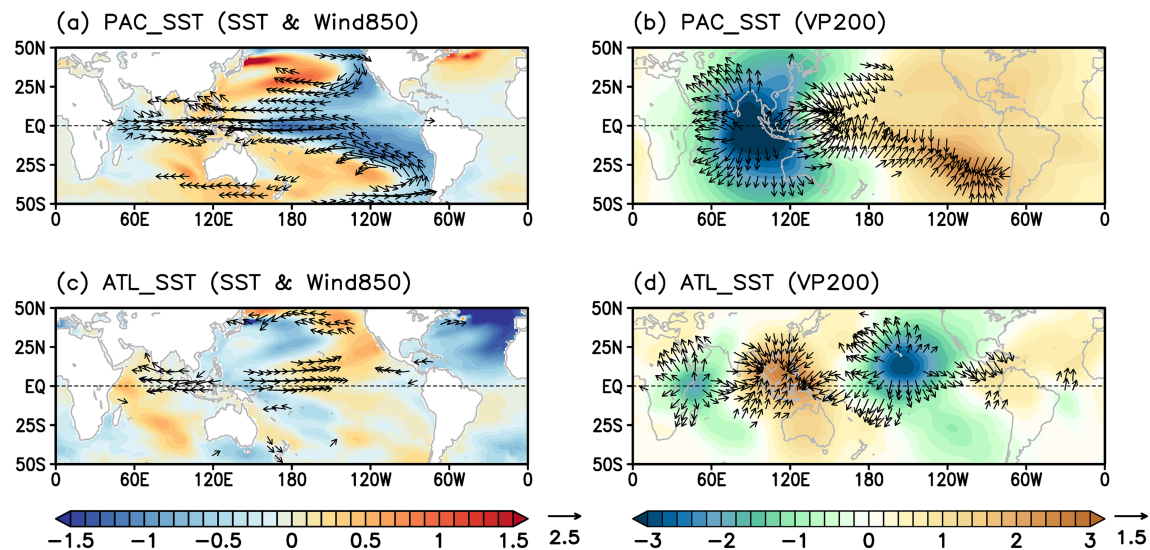 (a) PAC_SST (SST & Wind850)
(b) PAC_SST (VP200)
50N 50N
25N 25N
EQ EQ
25S 25S
50S 50S
0 60E 120E 180 120W 60W 0
0 60E 120E 180 120W 60W 0
(c) ATL_SST (SST & Wind850)
(d) ATL_SST (VP200)
50N 50N
25N 25N
EQ EQ
25S 25S
50S 50S
0 60E 120E 180 120W 60W 0
0 60E 120E 180 120W 60W 0
−1.5 −1 −0.5 0 0.5 1 1.5 2.5
−3 −2 −1 0 1 2 3 1.5